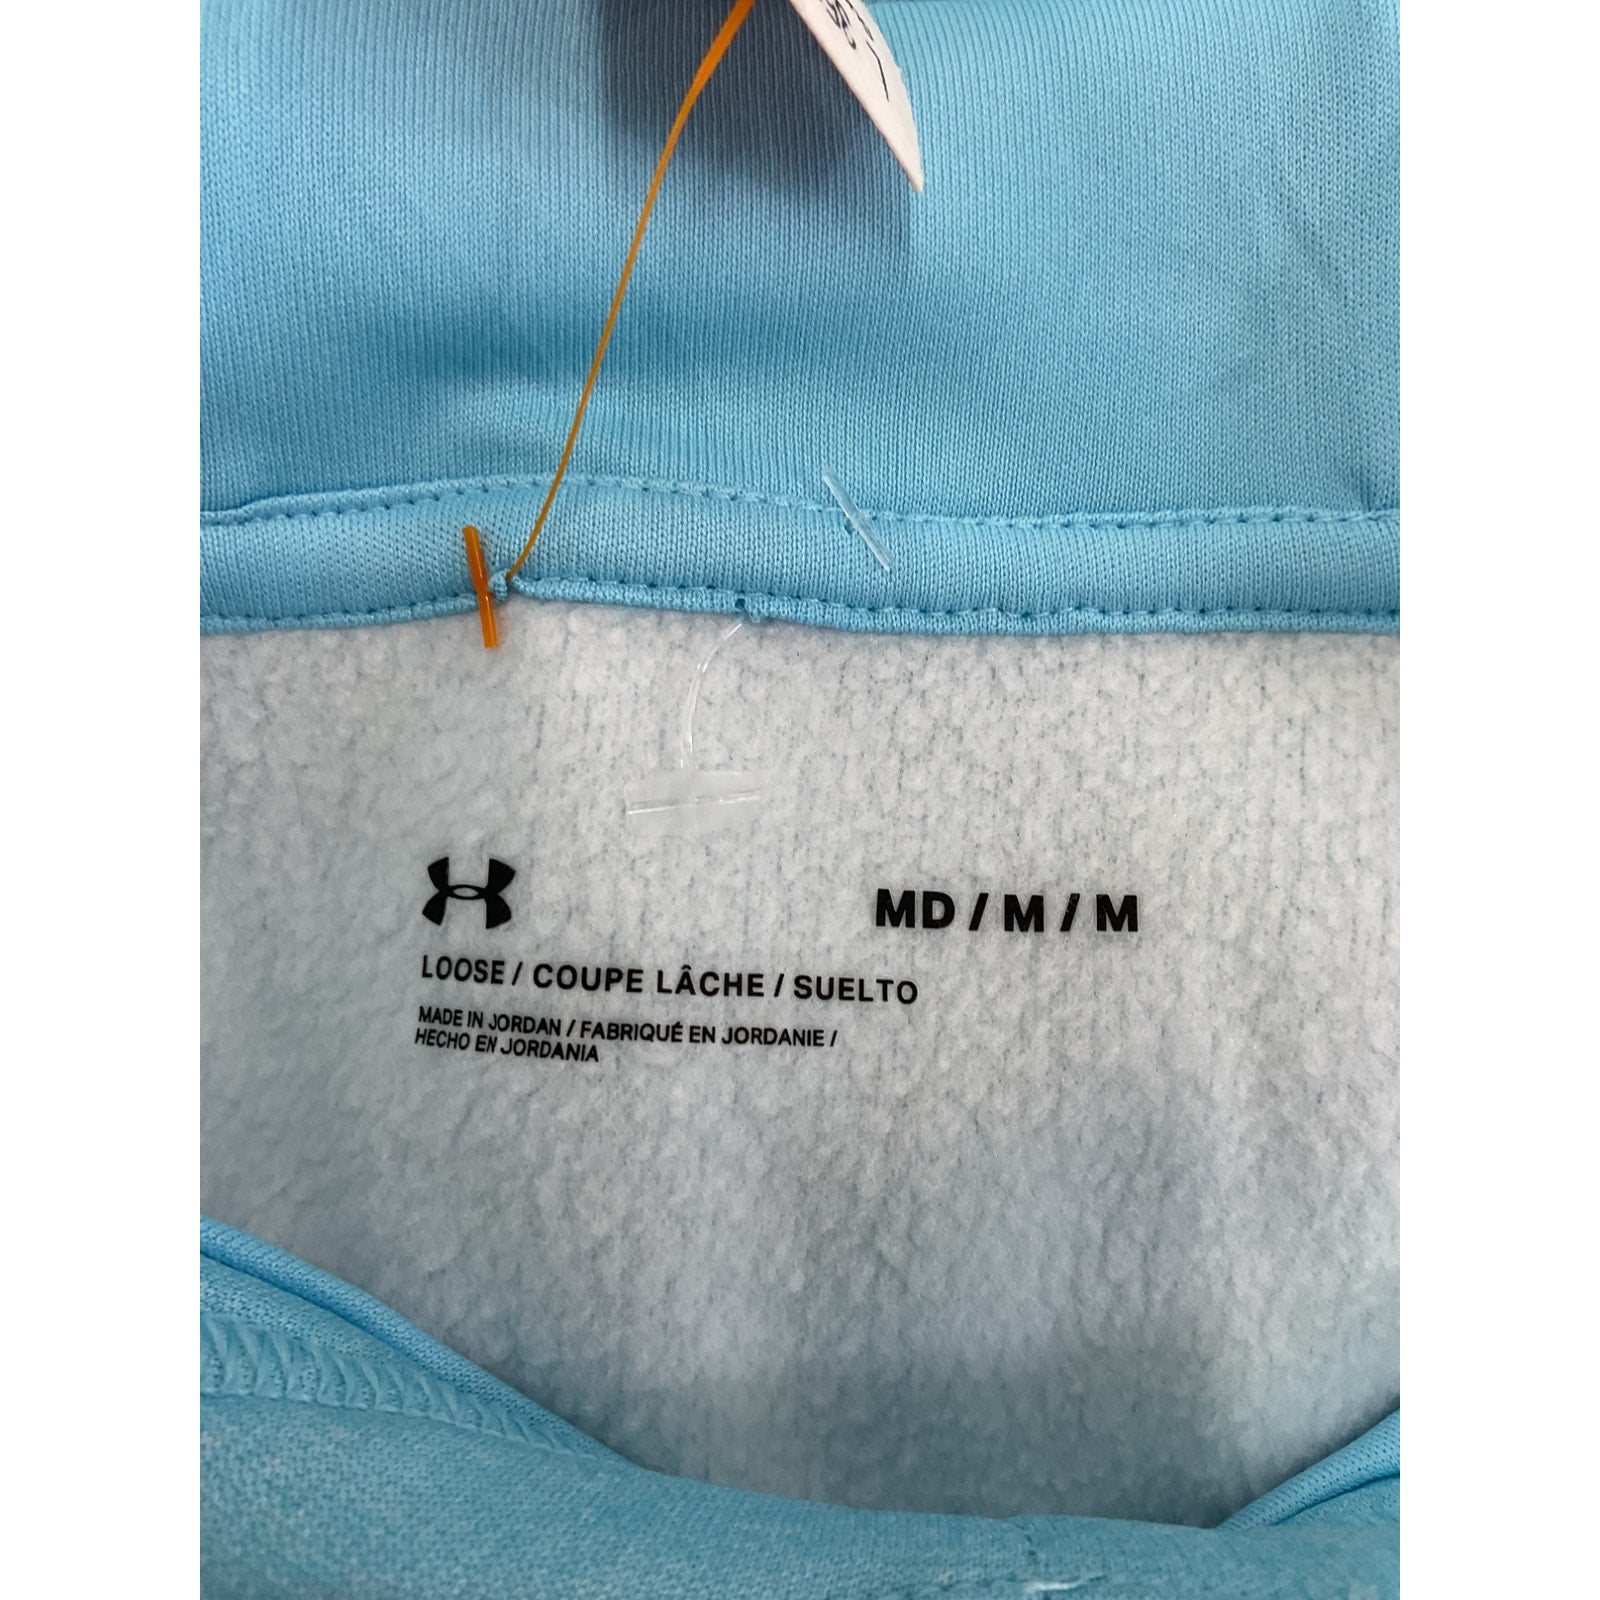 MD / M / M
LOOSE / COUPE LÂCHE / SUELTO
MADE IN JORDAN / FABRIQUÉ EN JORDANIE /
HECHO EN JORDANIA